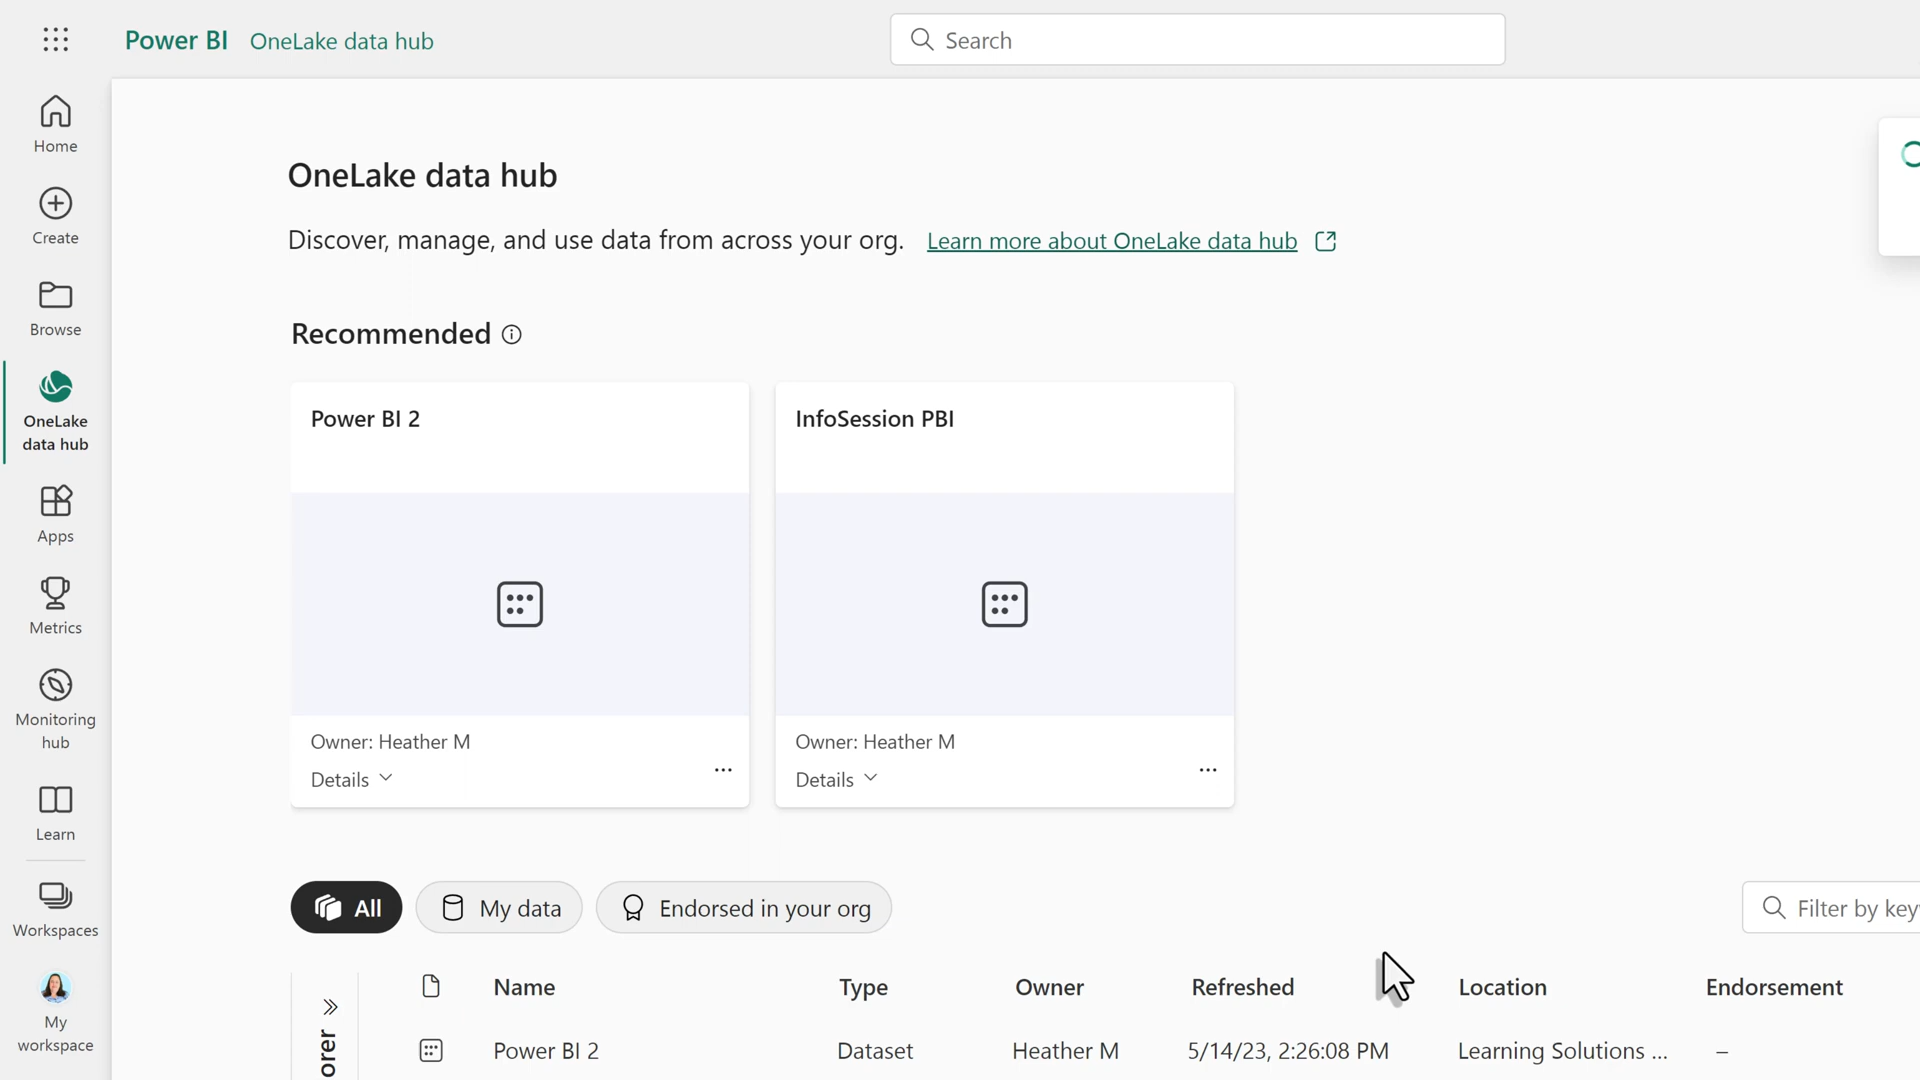 Power BI OneLake data hub
Search
Home
Create
Browse
OneLake
data hub
Apps
Metrics
Monitoring
hub
Learn
Workspaces
My
workspace
OneLake data hub
Discover, manage, and use data from across your org. Learn more about OneLake data hub
Recommended
Power BI 2
Owner: Heather M
Details
InfoSession PBI
Owner: Heather M
Details
All
My data
Endorsed in your org
Filter by
Name Type Owner Refreshed Location Endorsement
Power BI 2 Dataset Heather M 5/14/23, 2:26:08 PM Learning Solutions ... –